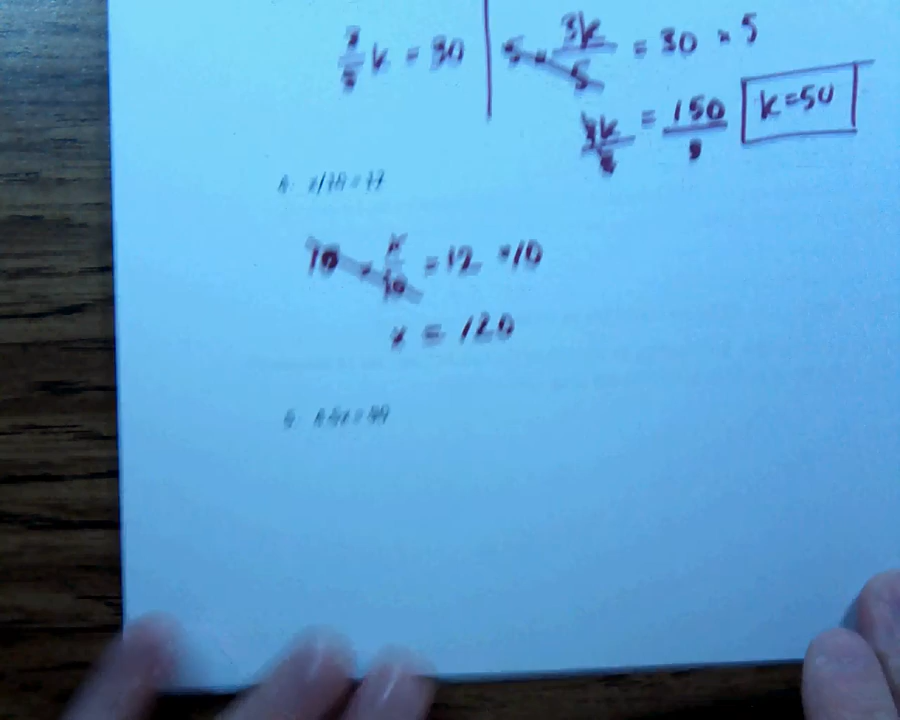 3/5 k = 30
5 · 3k/5 = 30 · 5
3k/3 = 150/3
k = 50
10 · x/10 = 12 · 10
x = 120